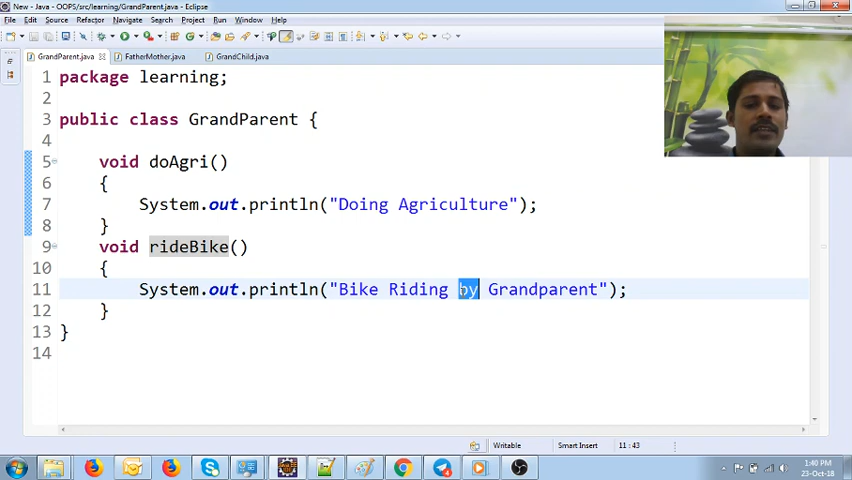 New - Java - OOPS/src/learning/GrandParent.java - Eclipse
File Edit Source Refactor Navigate Search Project Run Window Help
GrandParent.java FatherMother.java GrandChild.java
1 package learning;
2
3 public class GrandParent {
4
5 void doAgri()
6 {
7 System.out.println("Doing Agriculture");
8 }
9 void rideBike()
10 {
11 System.out.println("Bike Riding by Grandparent");
12 }
13 }
14
Writable Smart Insert 11 : 43
1:40 PM
23-Oct-18